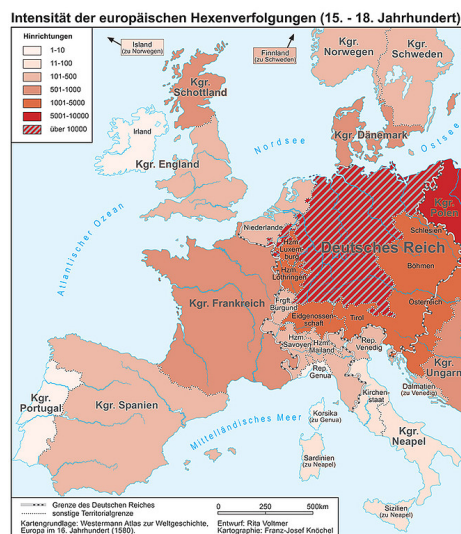 Intensität der europäischen Hexenverfolgungen (15. - 18. Jahrhundert)
Hinrichtungen
1-10
11-100
101-500
501-1000
1001-5000
5001-10000
über 10000
Island
(zu Norwegen)
Finnland
(zu Schweden)
Kgr.
Norwegen
Kgr.
Schweden
Kgr.
Schottland
Irland
Kgr. England
Nordsee
Kgr. Dänemark
Ostsee
Atlantischer Ozean
Niederlande
Kgr.
Polen
Deutsches Reich
Schlesien
Hzm.
Luxem-
burg
Böhmen
Hzm.
Lothringen
Kgr. Frankreich
Frgft.
Burgund
Österreich
Eidgenossen-
schaft
Tirol
Hzm.
Savoyen
Hzm.
Mailand
Rep.
Venedig
Kgr.
Ungarn
Rep.
Genua
Dalmatien
(zu Venedig)
Kirchen-
staat
Kgr.
Portugal
Kgr. Spanien
Korsika
(zu Genua)
Kgr.
Neapel
Mittelländisches Meer
Sardinien
(zu Neapel)
Sizilien
(zu Neapel)
Grenze des Deutschen Reiches
sonstige Territorialgrenze
0 250 500km
Kartengrundlage: Westermann Atlas zur Weltgeschichte,
Europa im 16. Jahrhundert (1580).
Entwurf: Rita Voltmer
Kartographie: Franz-Josef Knöchel